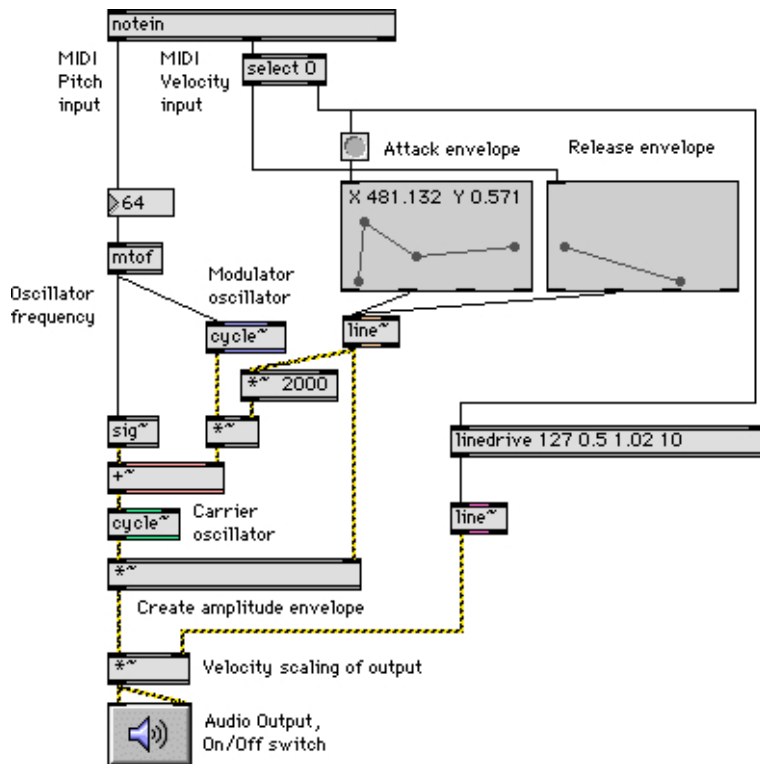 notein
MIDI
Pitch
input
MIDI
Velocity
input
select 0
Attack envelope
Release envelope
X 481.132 Y 0.571
64
mtof
Oscillator
frequency
Modulator
oscillator
cycle~
line~
*~ 2000
sig~
*~
linedrive 127 0.5 1.02 10
+~
cycle~
Carrier
oscillator
line~
*~
Create amplitude envelope
*~
Velocity scaling of output
Audio Output,
On/Off switch